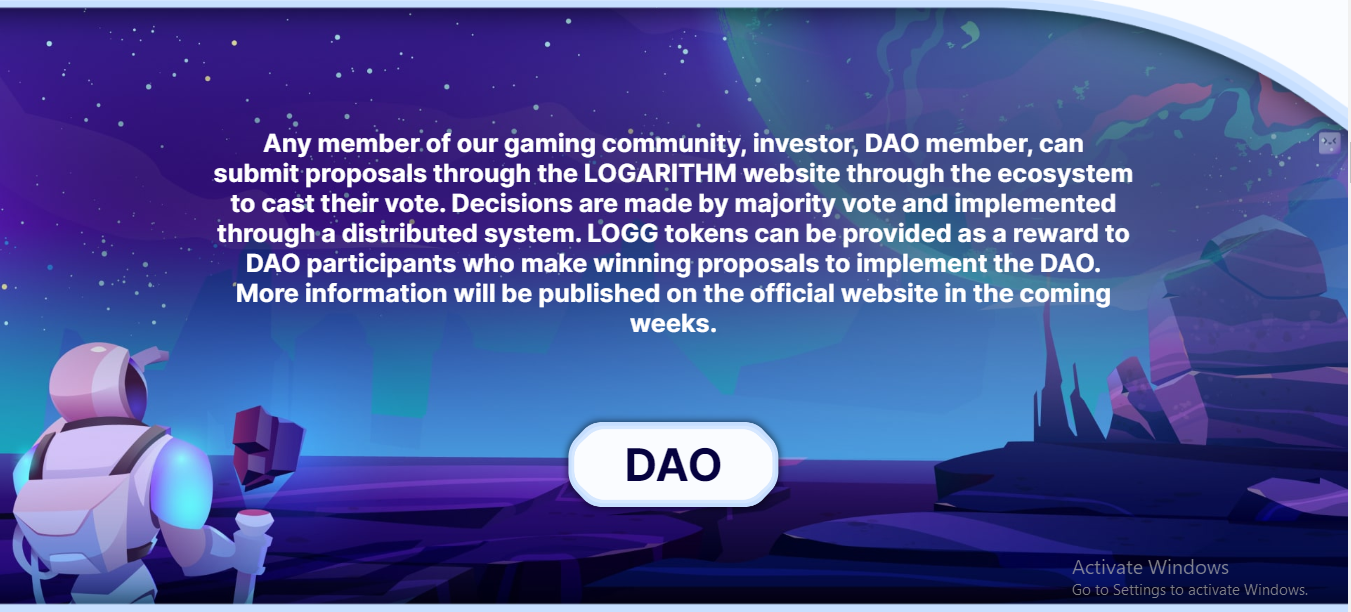 Any member of our gaming community, investor, DAO member, can
submit proposals through the LOGARITHM website through the ecosystem
to cast their vote. Decisions are made by majority vote and implemented
through a distributed system. LOGG tokens can be provided as a reward to
DAO participants who make winning proposals to implement the DAO.
More information will be published on the official website in the coming
weeks.
DAO
Activate Windows
Go to Settings to activate Windows.